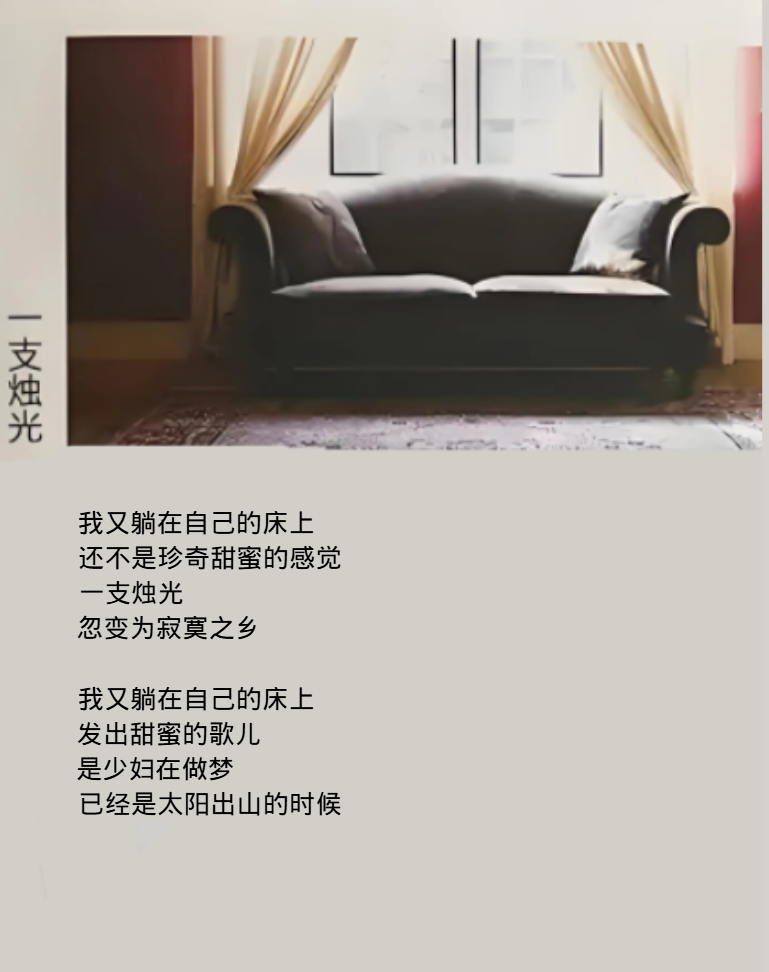 一支烛光
我又躺在自己的床上
还不是珍奇甜蜜的感觉
一支烛光
忽变为寂寞之乡
我又躺在自己的床上
发出甜蜜的歌儿
是少妇在做梦
已经是太阳出山的时候